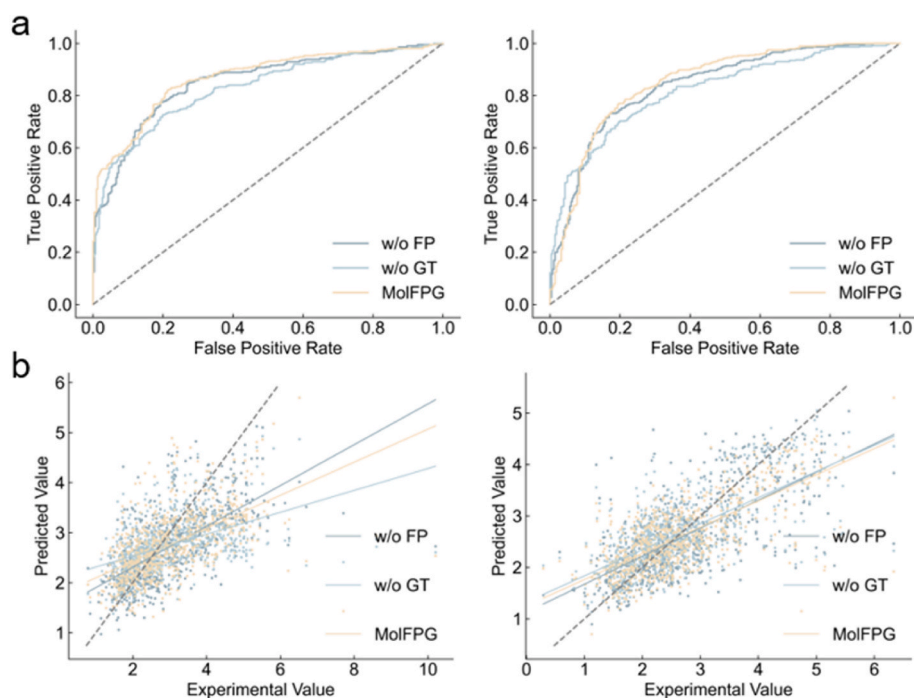 a
True Positive Rate
1.0
0.8
0.6
0.4
0.2
0.0
w/o FP
w/o GT
MolFPG
0.0 0.2 0.4 0.6 0.8 1.0
False Positive Rate
True Positive Rate
1.0
0.8
0.6
0.4
0.2
0.0
w/o FP
w/o GT
MolFPG
0.0 0.2 0.4 0.6 0.8 1.0
False Positive Rate
b
Predicted Value
6
5
4
3
2
1
w/o FP
w/o GT
MolFPG
2 4 6 8 10
Experimental Value
Predicted Value
5
4
3
2
1
w/o FP
w/o GT
MolFPG
0 1 2 3 4 5 6
Experimental Value